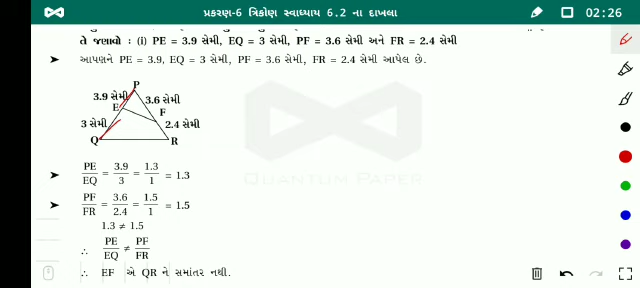 પ્રકરણ-6 ત્રિકોણ સ્વાધ્યાય 6.2 ના દાખલા
02:26
તે જણાવો : (i) PE = 3.9 સેમી, EQ = 3 સેમી, PF = 3.6 સેમી અને FR = 2.4 સેમી
➤ આપણને PE = 3.9, EQ = 3 સેમી, PF = 3.6 સેમી, FR = 2.4 સેમી આપેલ છે.
P
3.9 સેમી 3.6 સેમી
E F
3 સેમી 2.4 સેમી
Q R
➤ PE/EQ = 3.9/3 = 1.3/1 = 1.3
➤ PF/FR = 3.6/2.4 = 1.5/1 = 1.5
1.3 ≠ 1.5
∴ PE/EQ ≠ PF/FR
∴ EF એ QR ને સમાંતર નથી.
QUANTUM PAPER